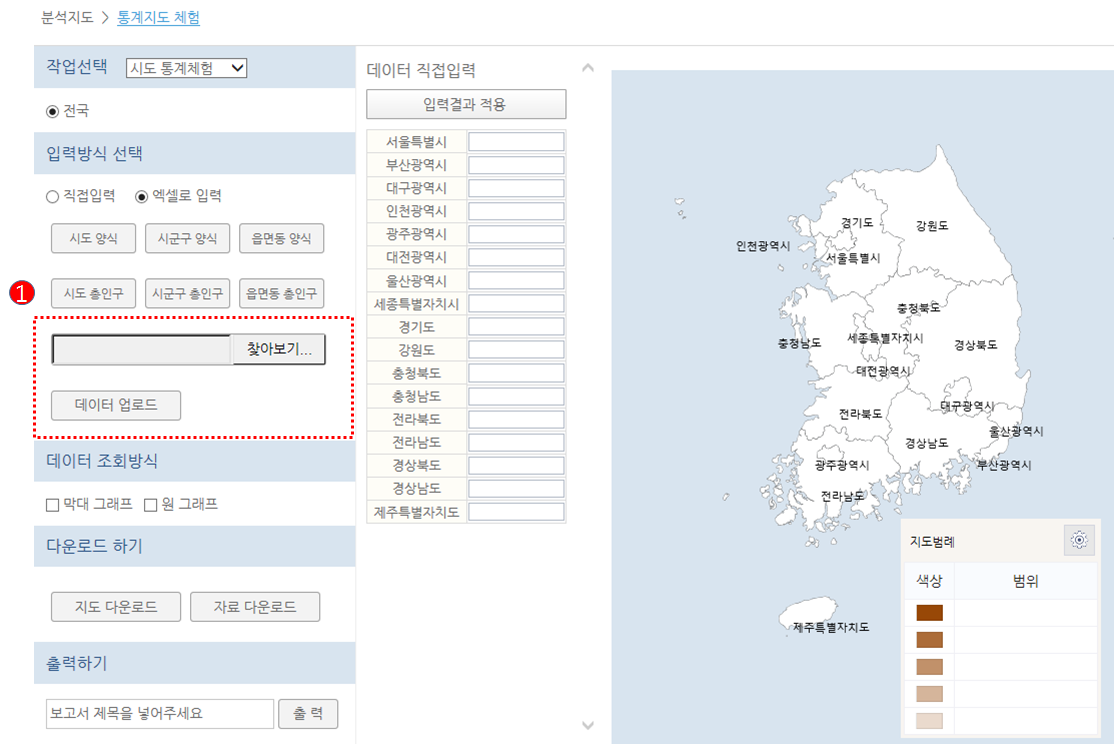 분석지도 > 통계지도 체험
작업선택 시도 통계체험
전국
입력방식 선택
직접입력 엑셀로 입력
시도 양식 시군구 양식 읍면동 양식
1
시도 총인구 시군구 총인구 읍면동 총인구
찾아보기...
데이터 업로드
데이터 조회방식
막대 그래프 원 그래프
다운로드 하기
지도 다운로드 자료 다운로드
출력하기
보고서 제목을 넣어주세요 출 력
데이터 직접입력
입력결과 적용
서울특별시
부산광역시
대구광역시
인천광역시
광주광역시
대전광역시
울산광역시
세종특별자치시
경기도
강원도
충청북도
충청남도
전라북도
전라남도
경상북도
경상남도
제주특별자치도
경기도
강원도
인천광역시
서울특별시
충청북도
충청남도
세종특별자치시
경상북도
대전광역시
대구광역시
전라북도
울산광역시
경상남도
광주광역시
부산광역시
전라남도
제주특별자치도
지도범례
색상 범위